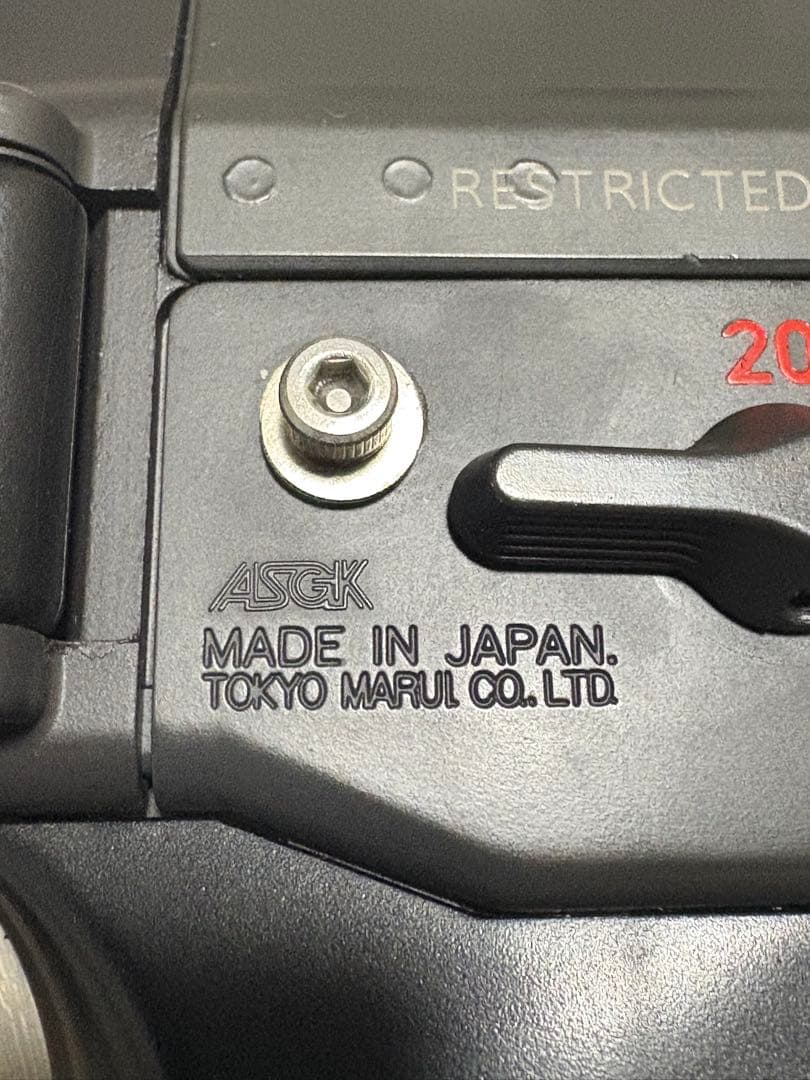 RESTRICTED
20
ASGK
MADE IN JAPAN.
TOKYO MARUI CO., LTD.